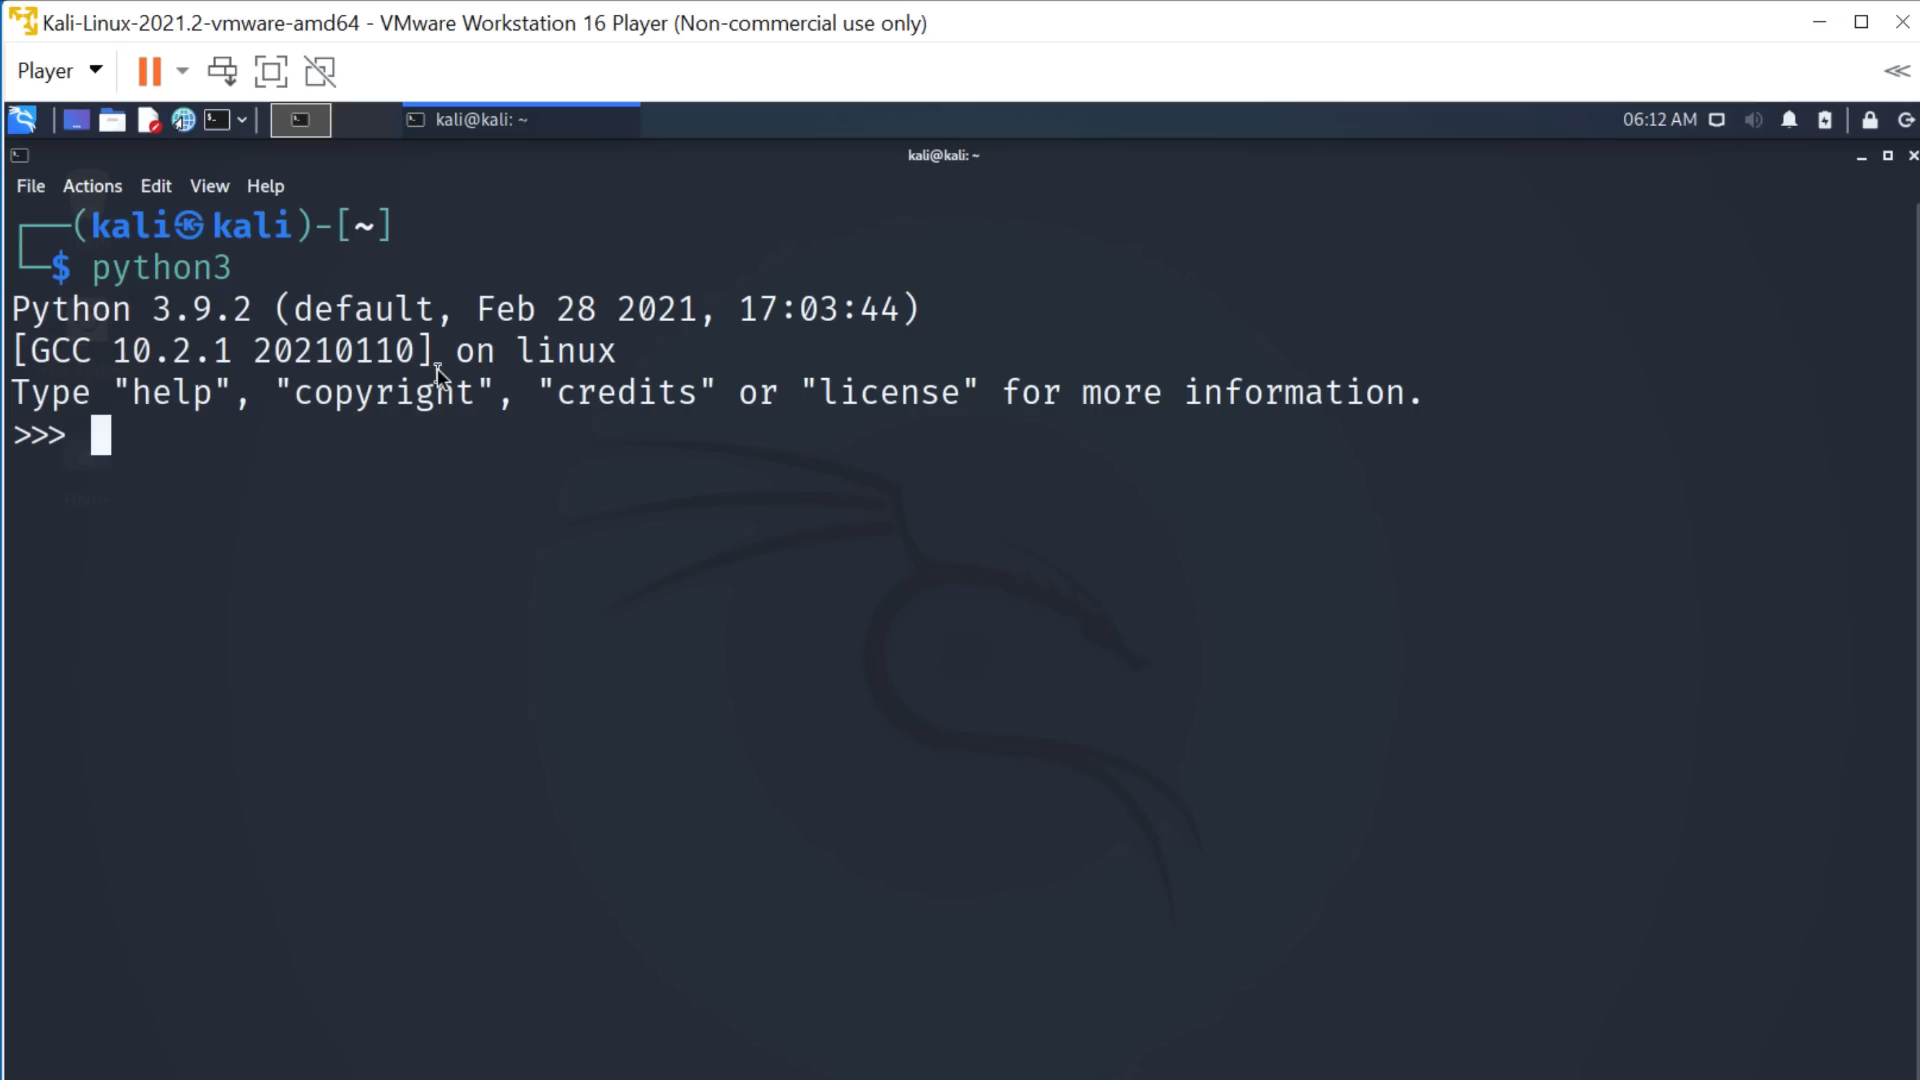 Kali-Linux-2021.2-vmware-amd64 - VMware Workstation 16 Player (Non-commercial use only)
Player
kali@kali: ~
06:12 AM
kali@kali: ~
File Actions Edit View Help
┌──(kali㉿kali)-[~]
└─$ python3
Python 3.9.2 (default, Feb 28 2021, 17:03:44)
[GCC 10.2.1 20210110] on linux
Type "help", "copyright", "credits" or "license" for more information.
>>>